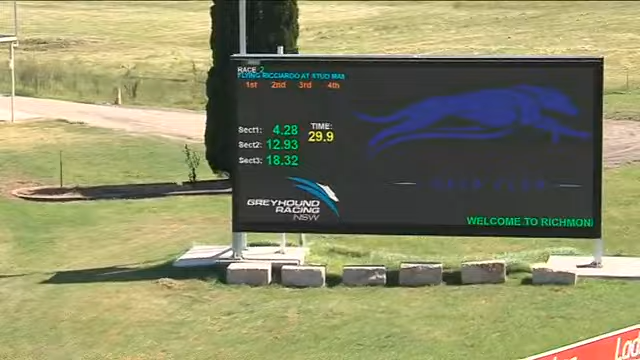 RACE 2
FLYING RICCIARDO AT STUD
1st 2nd 3rd 4th
Sect1: 4.28 TIME:
29.9
Sect2: 12.93
Sect3: 18.32
GREYHOUND
RACING
NSW
WELCOME TO RICHMON